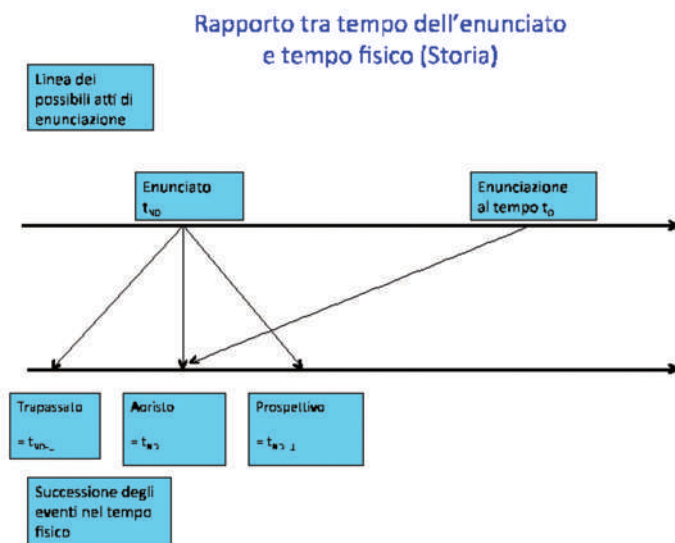 Rapporto tra tempo dell'enunciato
e tempo fisico (Storia)
Linea dei
possibili atti di
enunciazione
Enunciato
Enunciazione
al tempo t₀
Trapassato
Aoristo
Prospettivo
Successione degli
eventi nel tempo
fisico